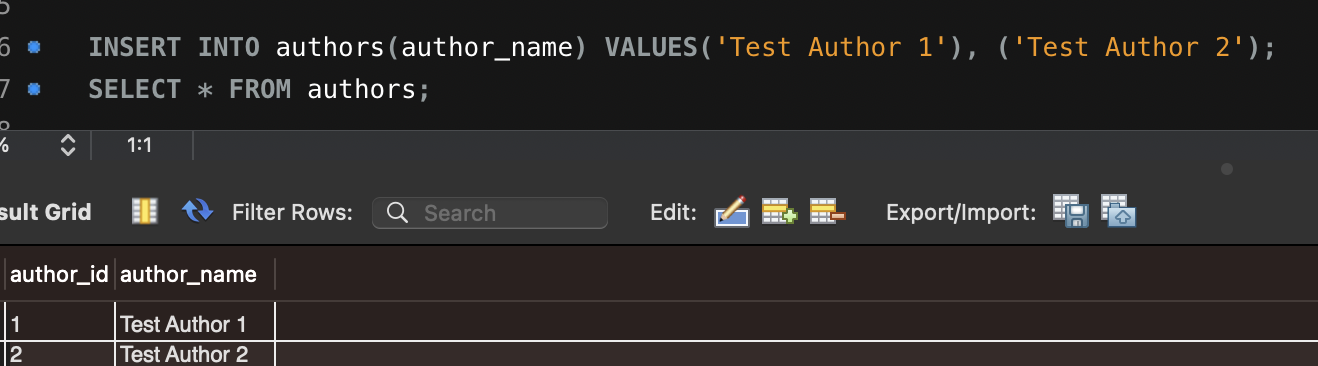 6 INSERT INTO authors(author_name) VALUES('Test Author 1'), ('Test Author 2');
7 SELECT * FROM authors;
% 1:1
sult Grid Filter Rows: Search Edit: Export/Import:
author_id author_name
1 Test Author 1
2 Test Author 2